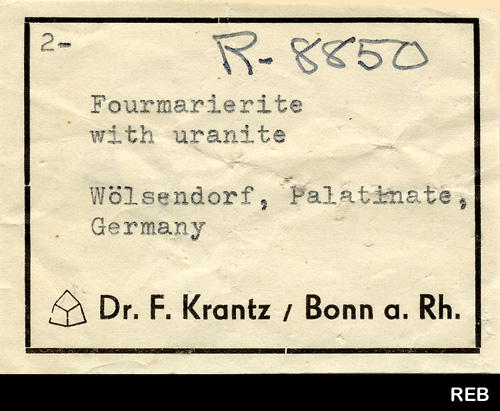 2-
R-8850
Fourmarierite
with uranite
Wölsendorf, Palatinate,
Germany
Dr. F. Krantz / Bonn a. Rh.
REB